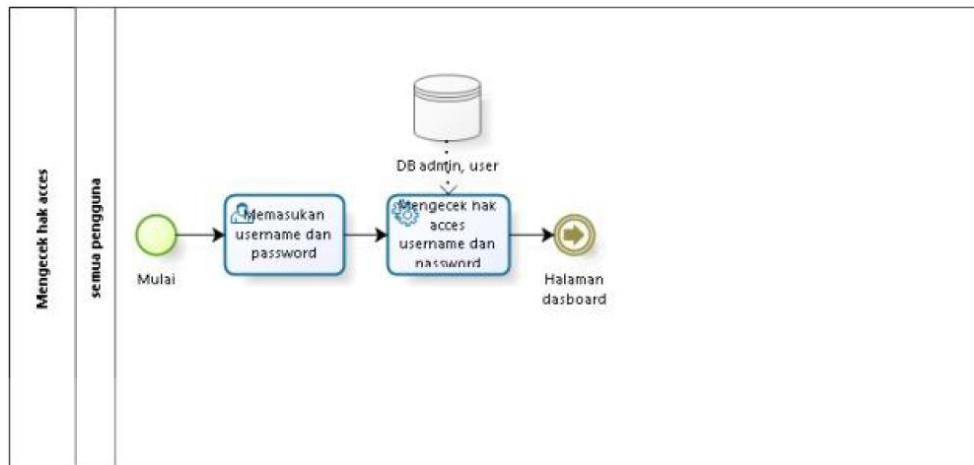 Mengecek hak acces
semua pengguna
DB admin, user
Memasukan
username dan
password
Mengecek hak
acces
username dan
password
Mulai
Halaman
dasboard